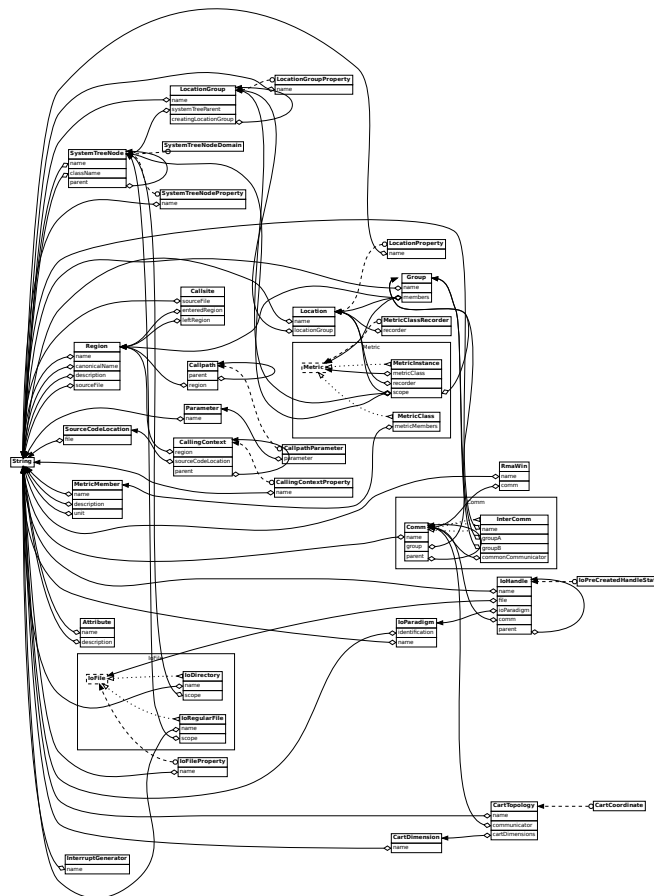 LocationGroup
name
systemTreeParent
creatingLocationGroup
LocationGroupProperty
name
SystemTreeNode
name
className
parent
SystemTreeNodeDomain
SystemTreeNodeProperty
name
LocationProperty
name
Group
name
members
Callsite
sourceFile
enteredRegion
leftRegion
Location
name
locationGroup
MetricClassRecorder
recorder
Region
name
canonicalName
description
sourceFile
Metric
Metric
MetricInstance
metricClass
recorder
scope
Callpath
parent
region
MetricClass
metricMembers
Parameter
name
SourceCodeLocation
file
CallingContext
region
sourceCodeLocation
parent
CallpathParameter
parameter
String
CallingContextProperty
name
MetricMember
name
description
unit
RmaWin
name
comm
Comm
Comm
name
group
parent
InterComm
name
groupA
groupB
commonCommunicator
IoHandle
name
file
ioParadigm
comm
parent
IoPreCreatedHandleStat
Attribute
name
description
IoParadigm
identification
name
IoFile
IoFile
IoDirectory
name
scope
IoRegularFile
name
scope
IoFileProperty
name
CartTopology
name
communicator
cartDimensions
CartCoordinate
CartDimension
name
InterruptGenerator
name